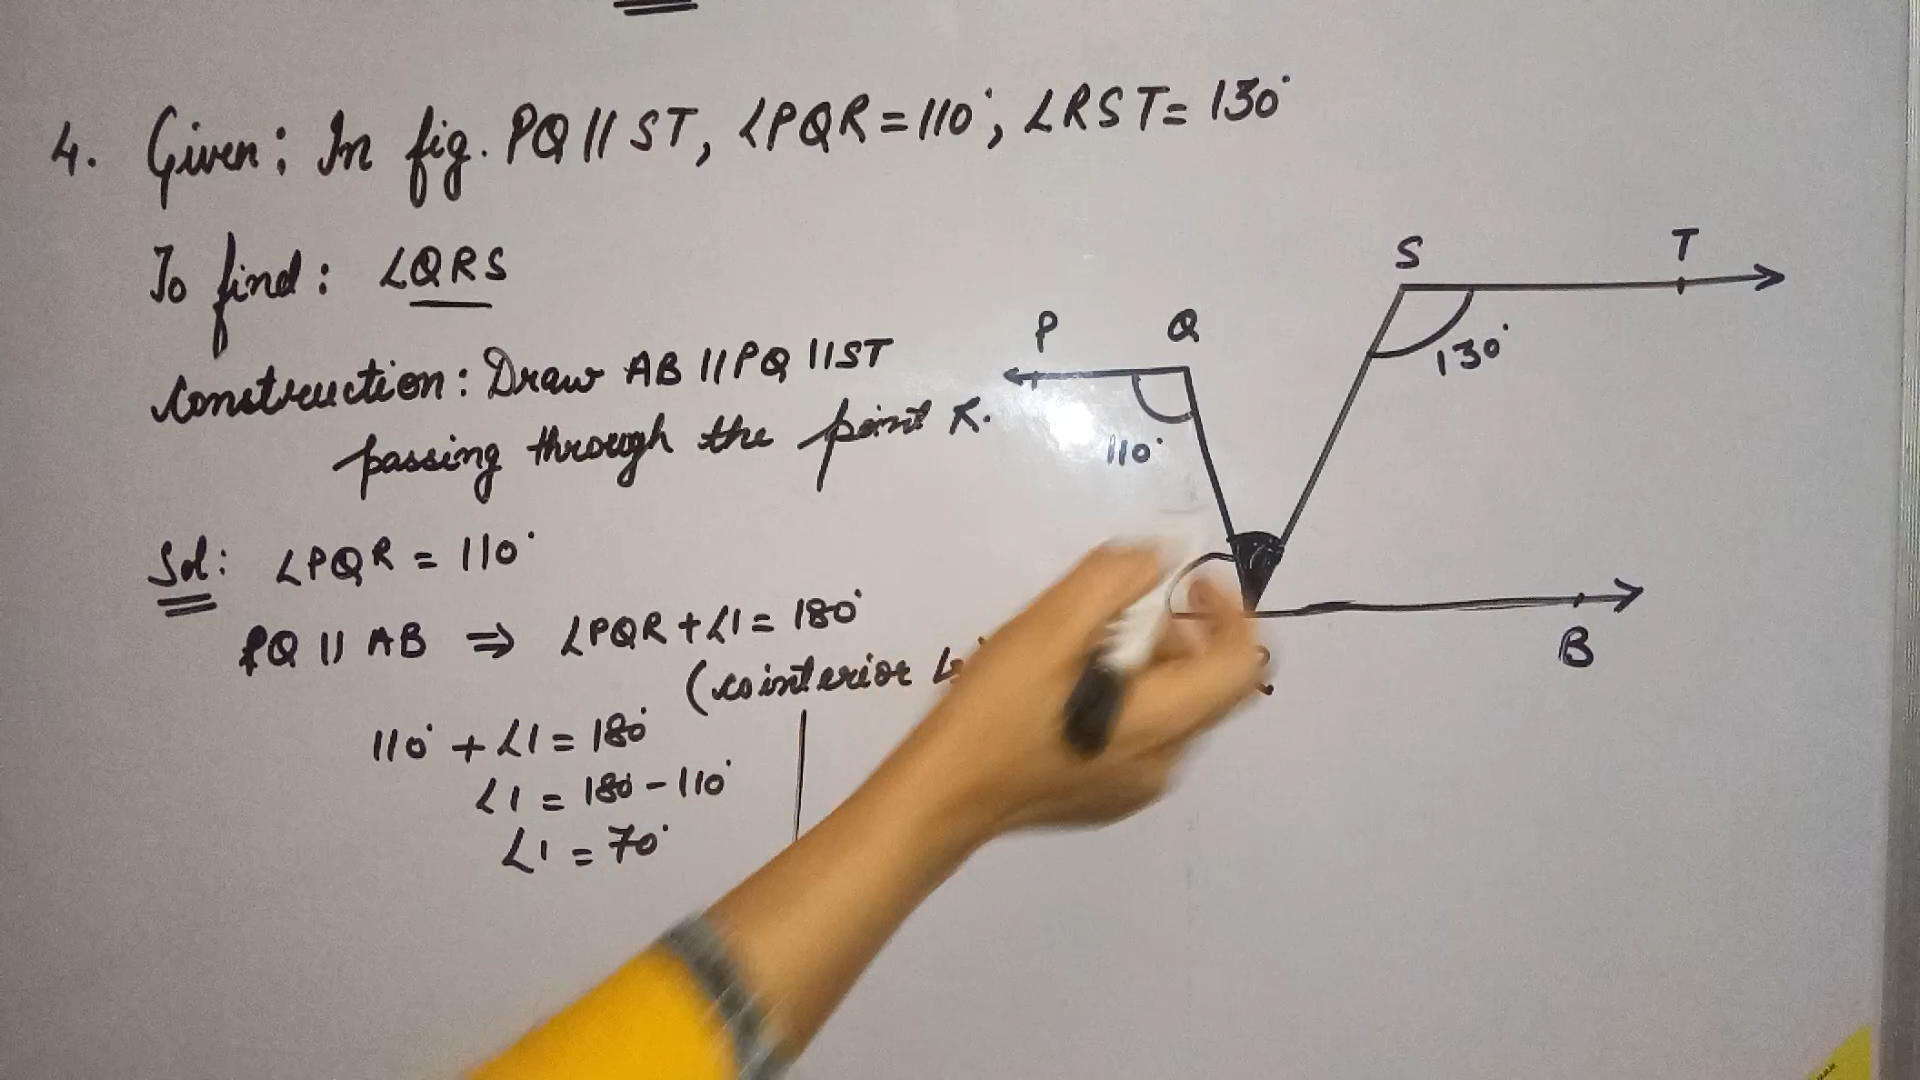 4. Given: In fig. PQ || ST, ∠PQR = 110°, ∠RST = 130°
To find: ∠QRS
Construction: Draw AB || PQ || ST
passing through the point R.
Sol: ∠PQR = 110°
PQ || AB ⇒ ∠PQR + ∠1 = 180°
(cointerior
110° + ∠1 = 180°
∠1 = 180 - 110°
∠1 = 70°
S
T
P
Q
130°
110°
B